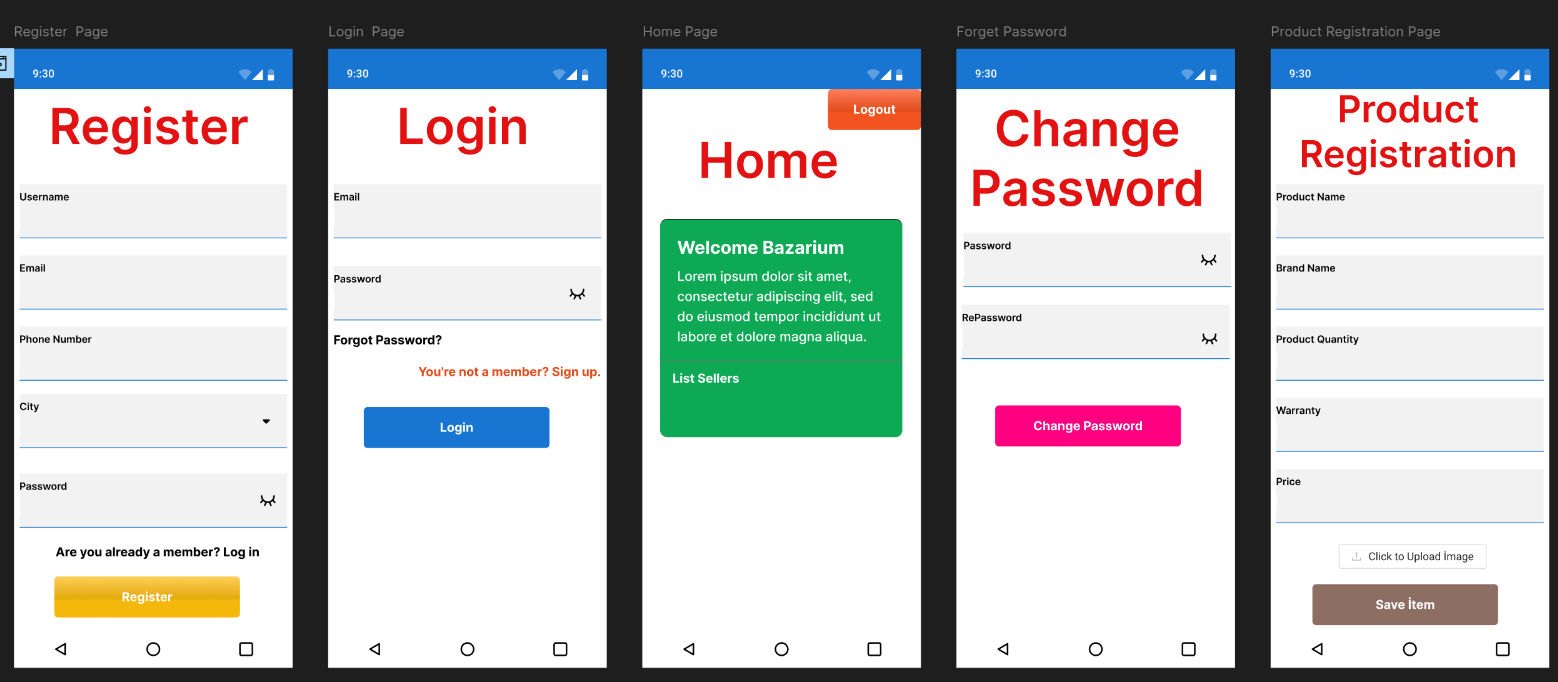 Register  Page
9:30
Register
Username
Email
Phone Number
City
Password
Are you already a member? Log in
Register
Login  Page
9:30
Login
Email
Password
Forgot Password?
You're not a member? Sign up.
Login
Home Page
9:30
Logout
Home
Welcome Bazarium
Lorem ipsum dolor sit amet,
consectetur adipiscing elit, sed
do eiusmod tempor incididunt ut
labore et dolore magna aliqua.
List Sellers
Forget Password
9:30
Change
Password
Password
RePassword
Change Password
Product Registration Page
9:30
Product
Registration
Product Name
Brand Name
Product Quantity
Warranty
Price
Click to Upload İmage
Save İtem